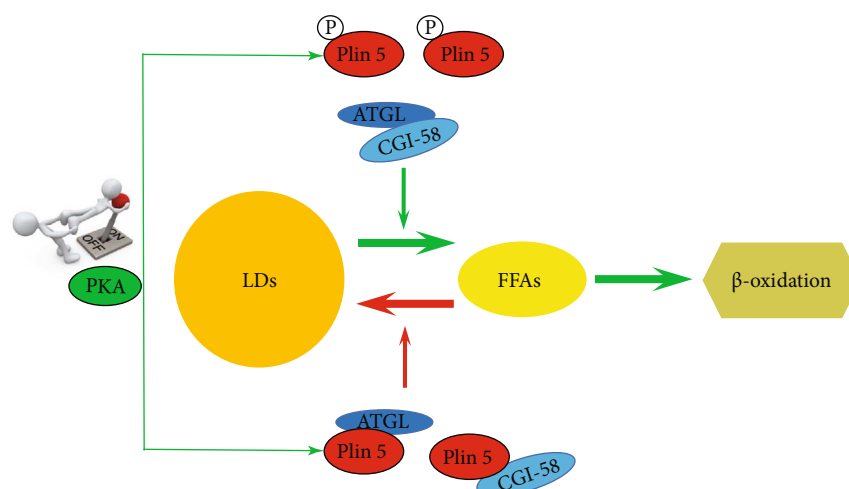 P
P
Plin 5
Plin 5
ATGL
CGI-58
ON
OFF
PKA
LDs
FFAs
β-oxidation
ATGL
Plin 5
Plin 5
CGI-58